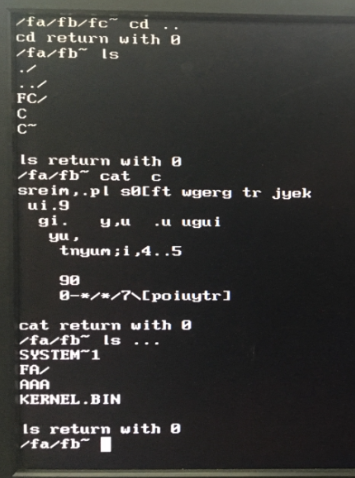 /fa/fb/fc~ cd ..
cd return with 0
/fa/fb~ ls
./
../
FC/
C
C~

ls return with 0
/fa/fb~ cat  c
sreim,.pl s0[ft wgerg tr jyek
 ui.9
  gi.   y,u  .u ugui
   yu,
    tnyum;i,4..5

    90
    0-*/*/7\[poiuytr]

cat return with 0
/fa/fb~ ls ...
SYSTEM~1
FA/
AAA
KERNEL.BIN

ls return with 0
/fa/fb~